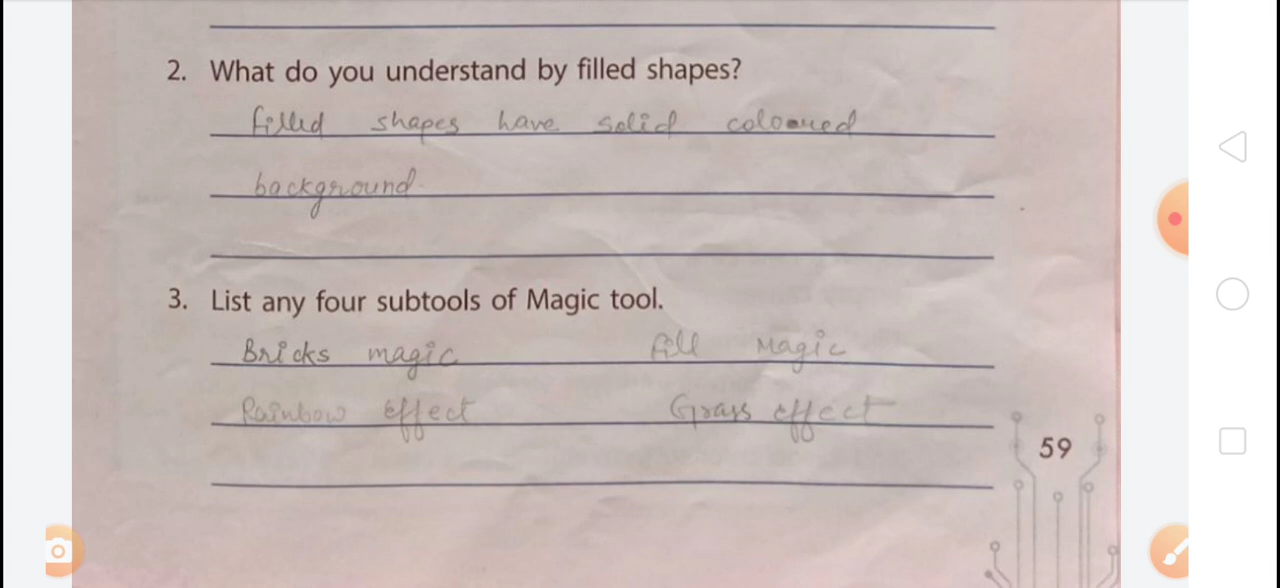 2. What do you understand by filled shapes?
filled shapes have solid coloured
background.
3. List any four subtools of Magic tool.
Bricks magic fill Magic
Rainbow effect Grass effect
59